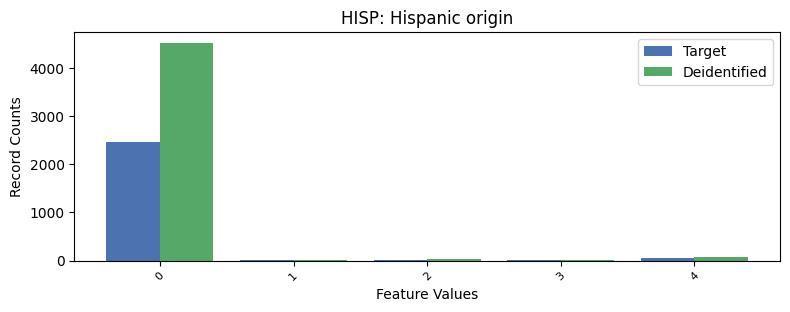 HISP: Hispanic origin
Target
Deidentified
Record Counts
4000
3000
2000
1000
0
0 1 2 3 4
Feature Values